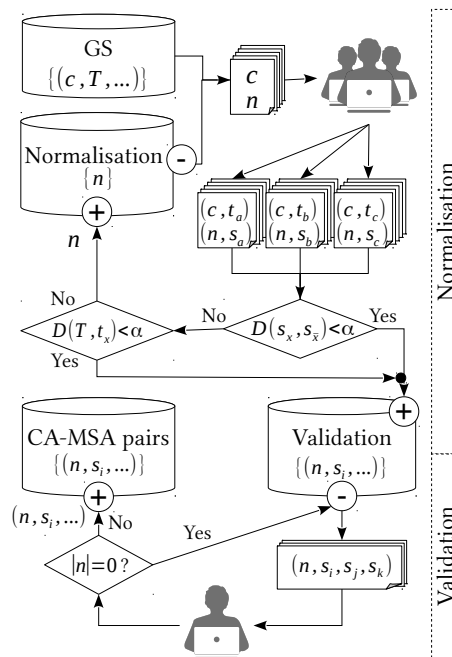 GS
{(c,T,...)}
c
n
Normalisation
{n}
-
+
n
(c,t_a)
(n,s_a)
(c,t_b)
(n,s_b)
(c,t_c)
(n,s_c)
No
D(T,t_x)<α
Yes
No
D(s_x,s_x̄)<α
Yes
+
Normalisation
CA-MSA pairs
{(n,s_i,...)}
+
Validation
{(n,s_i,...)}
-
(n,s_i,...)
No
Yes
|n|=0?
(n,s_i,s_j,s_k)
Validation